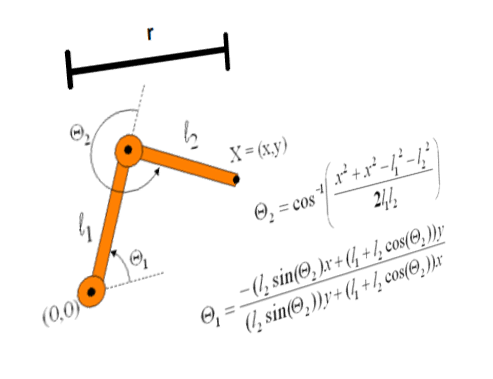 r
Θ₂
l₂
X = (x,y)
l₁
Θ₁
(0,0)
Θ₂ = cos⁻¹((x² + x² − l₁² − l₂²) / (2l₁l₂))
Θ₁ = (−(l₂ sin(Θ₂)x + (l₁ + l₂ cos(Θ₂))y) / ((l₂ sin(Θ₂))y + (l₁ + l₂ cos(Θ₂))x)